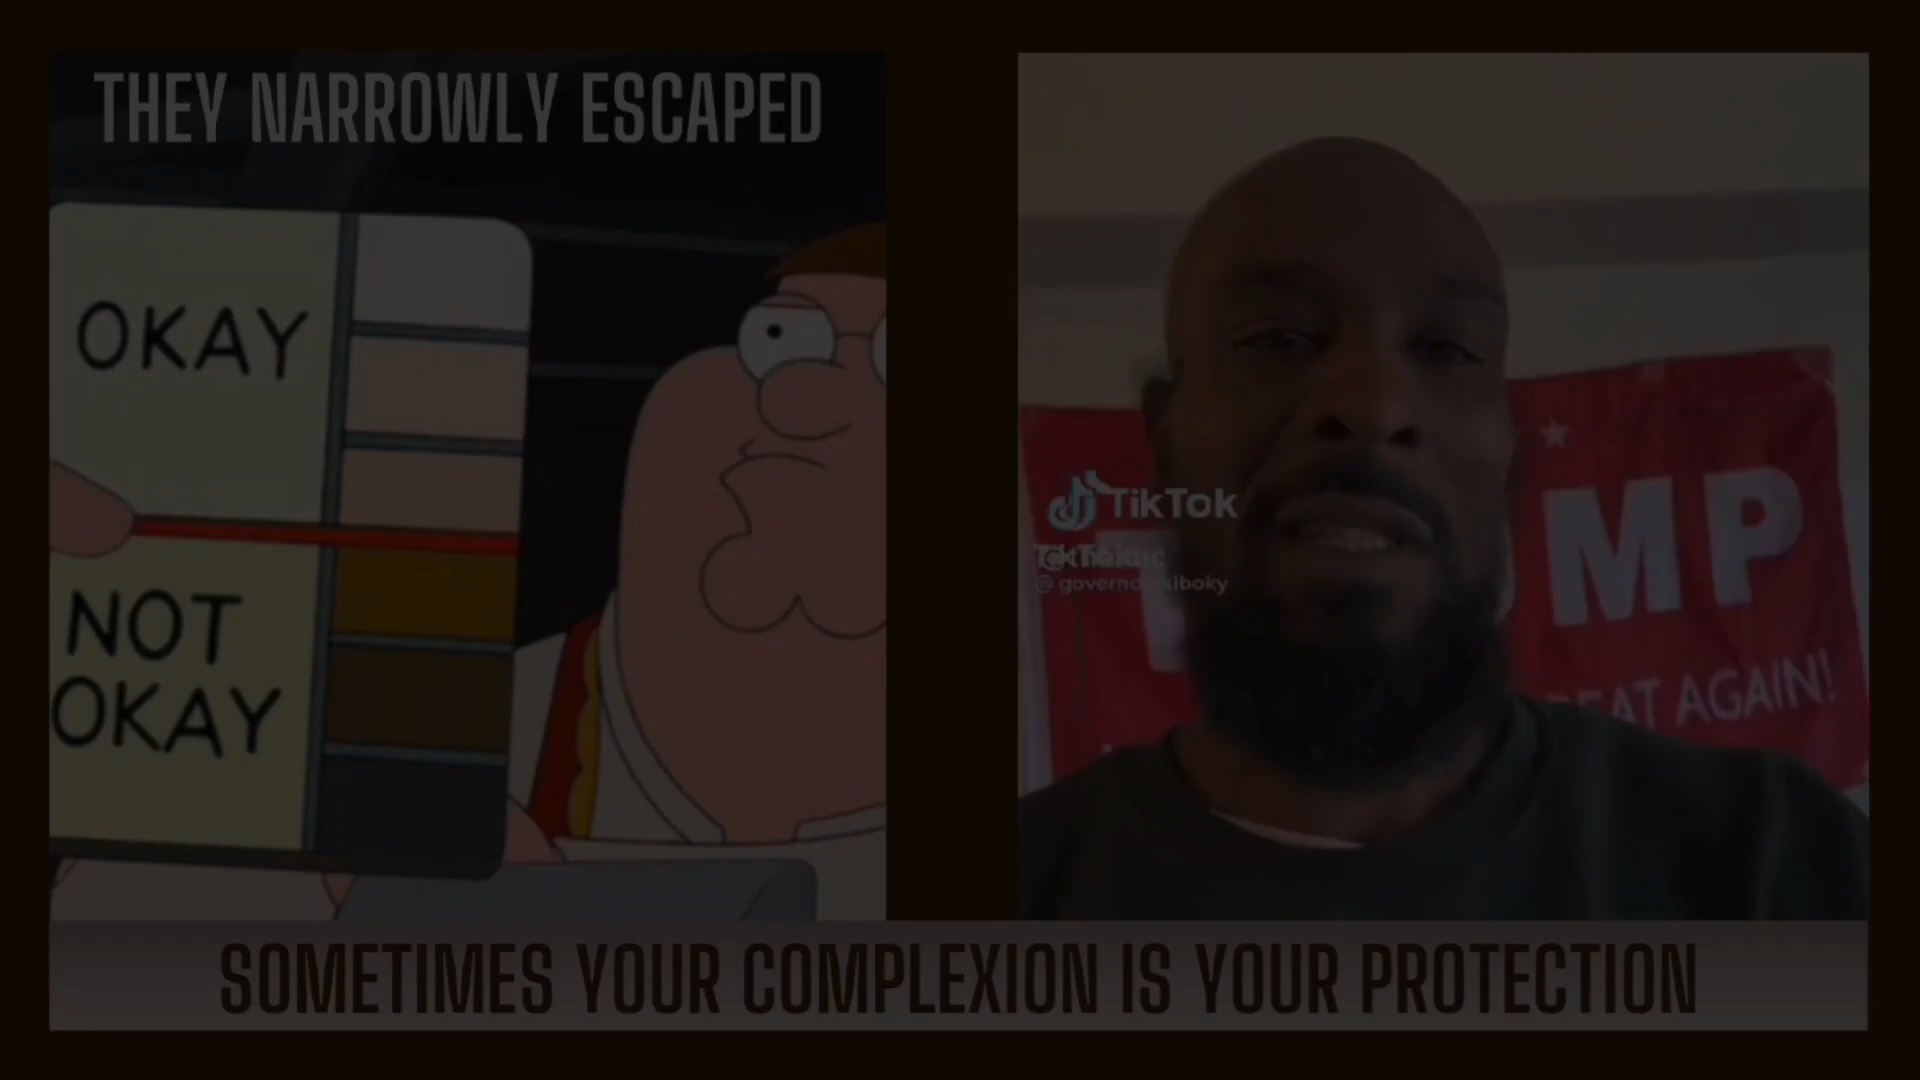 THEY NARROWLY ESCAPED
OKAY
NOT
OKAY
TikTok
MP
AGAIN!
SOMETIMES YOUR COMPLEXION IS YOUR PROTECTION